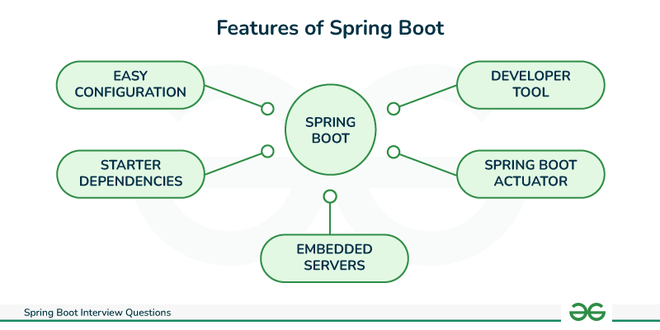 Features of Spring Boot
EASY
CONFIGURATION
DEVELOPER
TOOL
SPRING
BOOT
STARTER
DEPENDENCIES
SPRING BOOT
ACTUATOR
EMBEDDED
SERVERS
Spring Boot Interview Questions